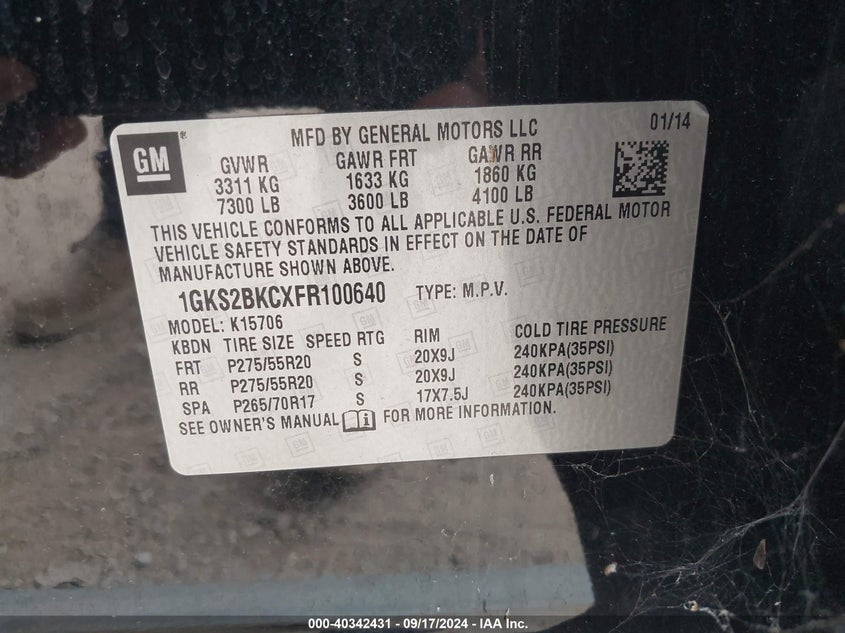 GM®
MFD BY GENERAL MOTORS LLC 01/14
GVWR GAWR FRT GAWR RR
3311 KG 1633 KG 1860 KG
7300 LB 3600 LB 4100 LB
THIS VEHICLE CONFORMS TO ALL APPLICABLE U.S. FEDERAL MOTOR
VEHICLE SAFETY STANDARDS IN EFFECT ON THE DATE OF
MANUFACTURE SHOWN ABOVE.
1GKS2BKCXFR100640 TYPE: M.P.V.
MODEL: K15706
KBDN TIRE SIZE SPEED RTG RIM COLD TIRE PRESSURE
FRT P275/55R20 S 20X9J 240KPA(35PSI)
RR P275/55R20 S 20X9J 240KPA(35PSI)
SPA P265/70R17 S 17X7.5J 240KPA(35PSI)
SEE OWNER'S MANUAL i FOR MORE INFORMATION.
000-40342431 - 09/17/2024 - IAA Inc.